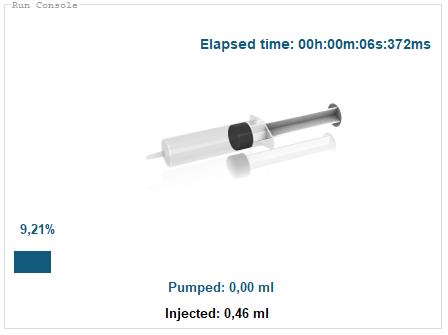 Run Console
Elapsed time: 00h:00m:06s:372ms
9,21%
Pumped: 0,00 ml
Injected: 0,46 ml